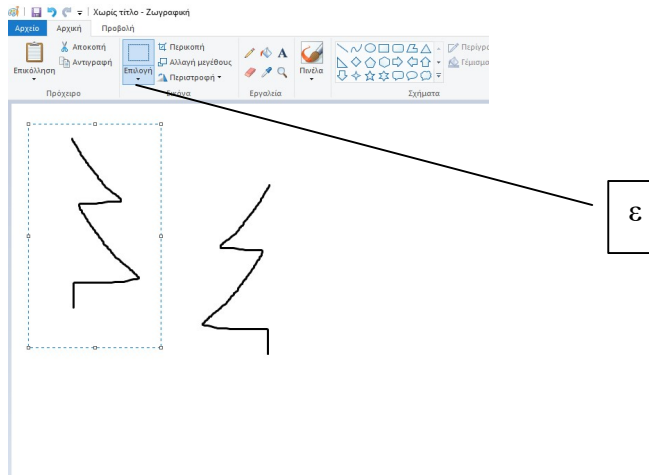 Χωρίς τίτλο - Ζωγραφική
Αρχείο Αρχική Προβολή
Επικόλληση
Αποκοπή
Αντιγραφή
Πρόχειρο
Επιλογή
Περικοπή
Αλλαγή μεγέθους
Περιστροφή
Εικόνα
A
Εργαλεία
Πινέλα
Σχήματα
ε